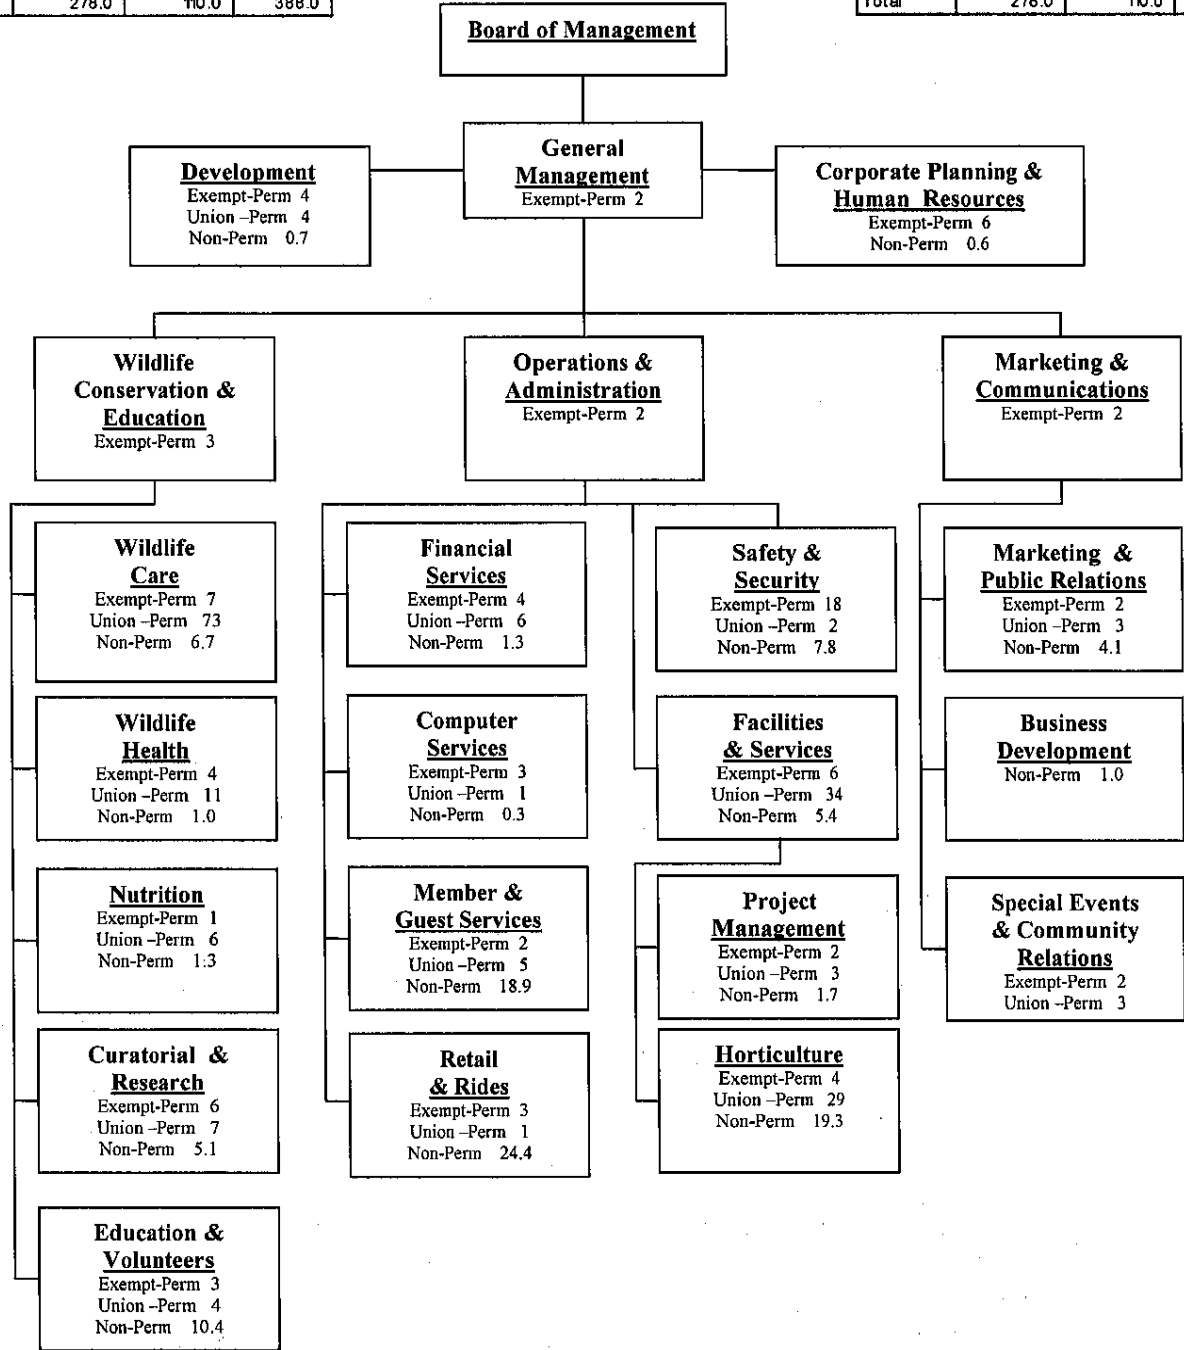 278.0 110.0 388.0
Total 278.0 110.0
Board of Management
General
Management
Exempt-Perm 2
Development
Exempt-Perm 4
Union –Perm 4
Non-Perm 0.7
Corporate Planning &
Human Resources
Exempt-Perm 6
Non-Perm 0.6
Wildlife
Conservation &
Education
Exempt-Perm 3
Operations &
Administration
Exempt-Perm 2
Marketing &
Communications
Exempt-Perm 2
Wildlife
Care
Exempt-Perm 7
Union –Perm 73
Non-Perm 6.7
Wildlife
Health
Exempt-Perm 4
Union –Perm 11
Non-Perm 1.0
Nutrition
Exempt-Perm 1
Union –Perm 6
Non-Perm 1.3
Curatorial &
Research
Exempt-Perm 6
Union –Perm 7
Non-Perm 5.1
Education &
Volunteers
Exempt-Perm 3
Union –Perm 4
Non-Perm 10.4
Financial
Services
Exempt-Perm 4
Union –Perm 6
Non-Perm 1.3
Computer
Services
Exempt-Perm 3
Union –Perm 1
Non-Perm 0.3
Member &
Guest Services
Exempt-Perm 2
Union –Perm 5
Non-Perm 18.9
Retail
& Rides
Exempt-Perm 3
Union –Perm 1
Non-Perm 24.4
Safety &
Security
Exempt-Perm 18
Union –Perm 2
Non-Perm 7.8
Facilities
& Services
Exempt-Perm 6
Union –Perm 34
Non-Perm 5.4
Project
Management
Exempt-Perm 2
Union –Perm 3
Non-Perm 1.7
Horticulture
Exempt-Perm 4
Union –Perm 29
Non-Perm 19.3
Marketing &
Public Relations
Exempt-Perm 2
Union –Perm 3
Non-Perm 4.1
Business
Development
Non-Perm 1.0
Special Events
& Community
Relations
Exempt-Perm 2
Union –Perm 3